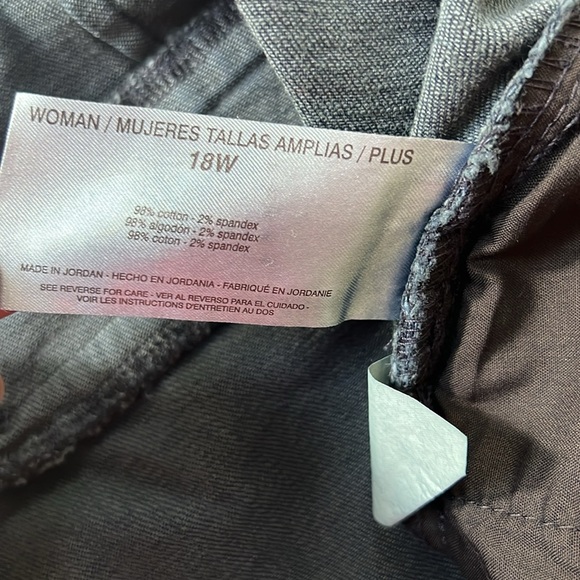 WOMAN / MUJERES TALLAS AMPLIAS / PLUS
18W
98% cotton - 2% spandex
98% algodón - 2% spandex
98% coton - 2% spandex
MADE IN JORDAN - HECHO EN JORDANIA - FABRIQUÉ EN JORDANIE
SEE REVERSE FOR CARE - VER AL REVERSO PARA EL CUIDADO -
VOIR LES INSTRUCTIONS D'ENTRETIEN AU DOS